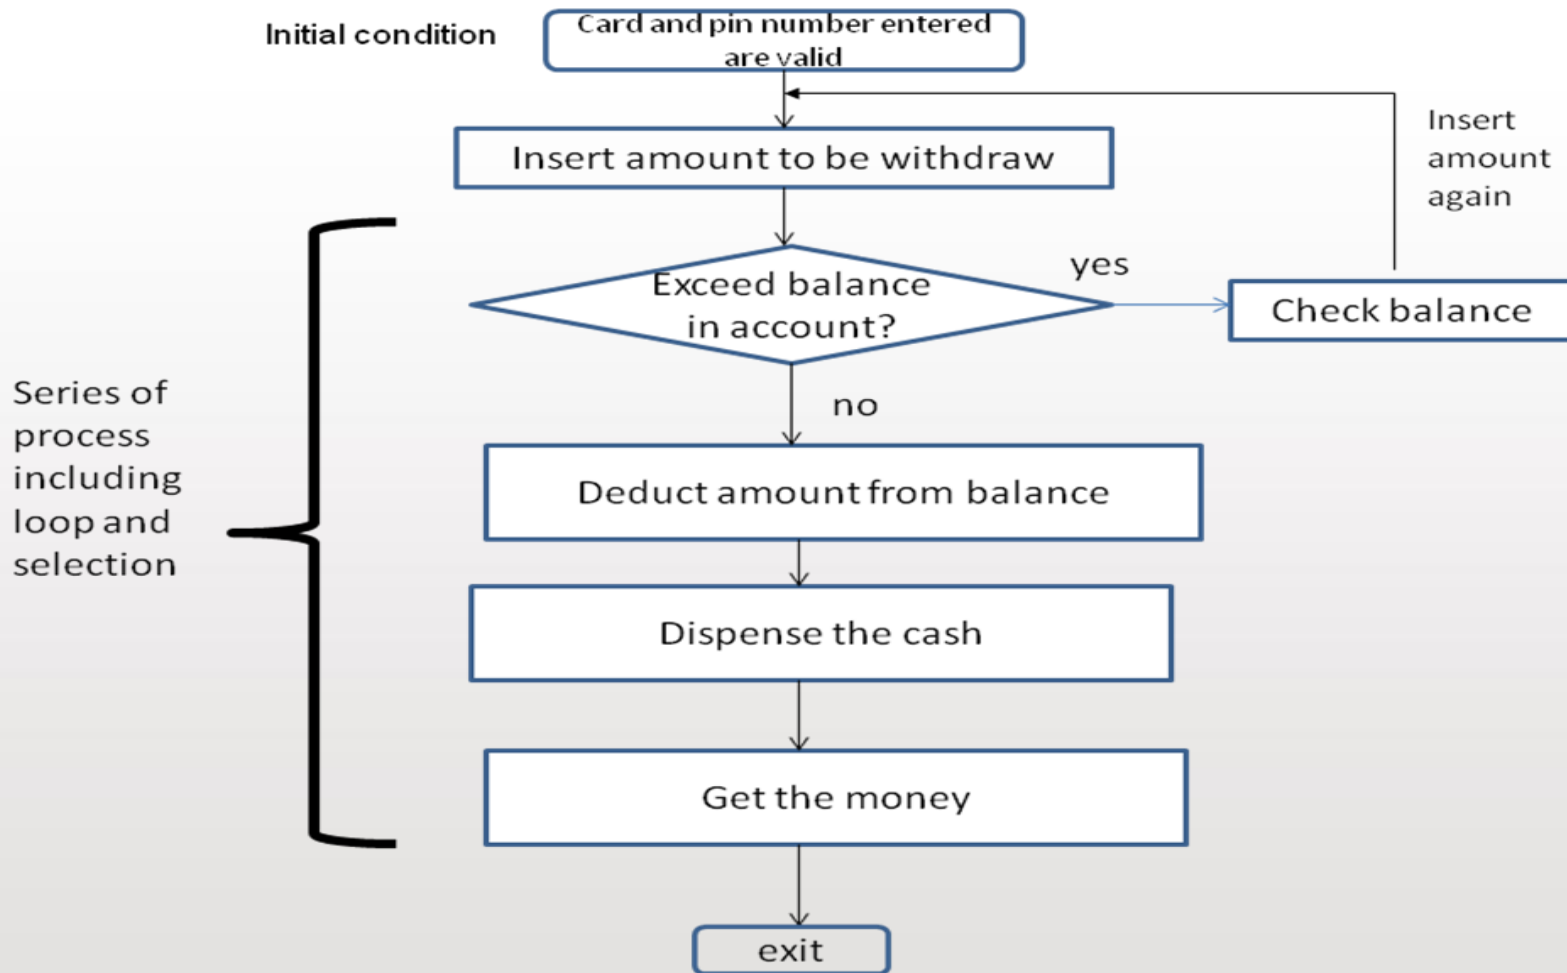 Initial condition
Card and pin number entered
are valid
Insert amount to be withdraw
Insert
amount
again
Exceed balance
in account?
yes
Check balance
no
Series of
process
including
loop and
selection
Deduct amount from balance
Dispense the cash
Get the money
exit